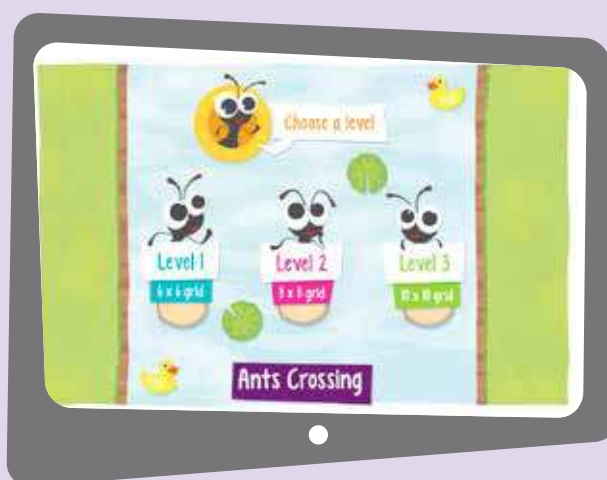 Choose a level
Level 1
6 x 6 grid
Level 2
8 x 8 grid
Level 3
10 x 10 grid
Ants Crossing